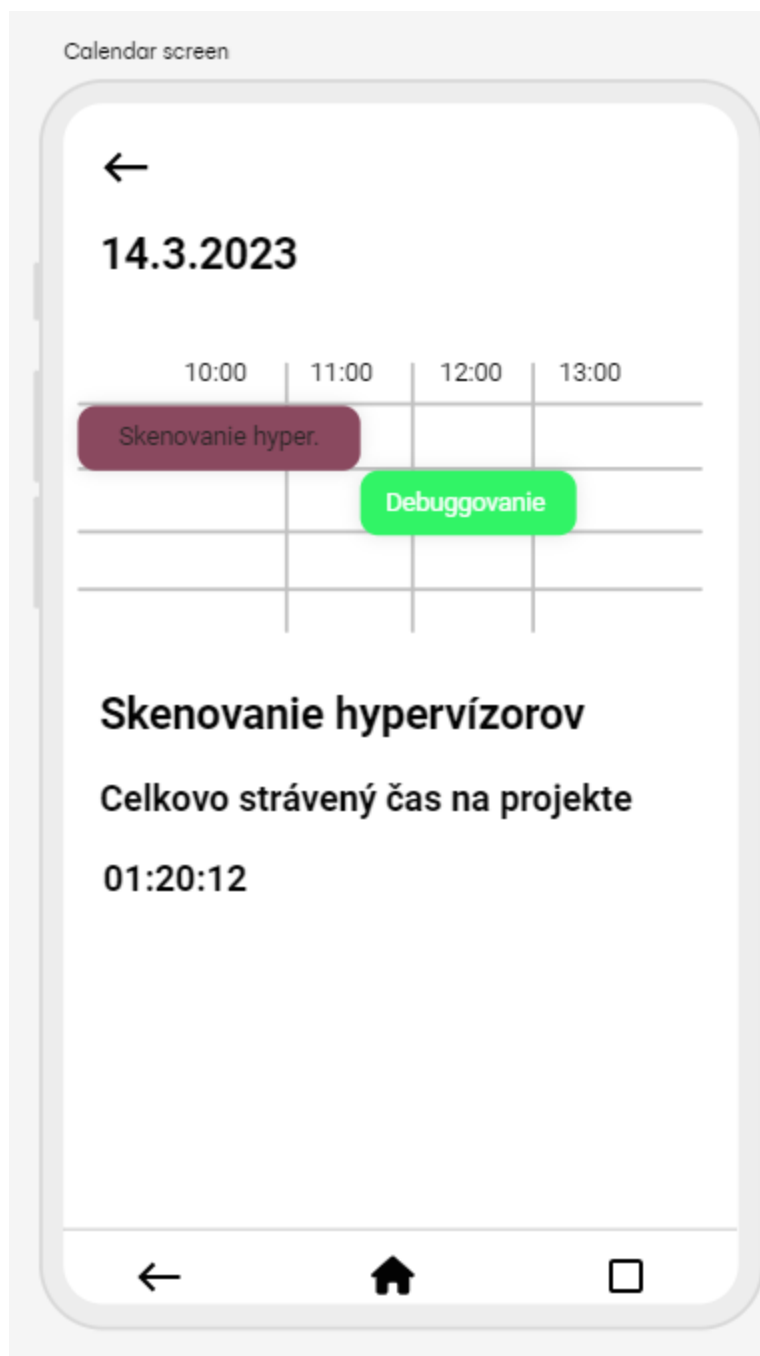 Calendar screen
14.3.2023
10:00 11:00 12:00 13:00
Skenovanie hyper.
Debuggovanie
Skenovanie hypervízorov
Celkovo strávený čas na projekte
01:20:12